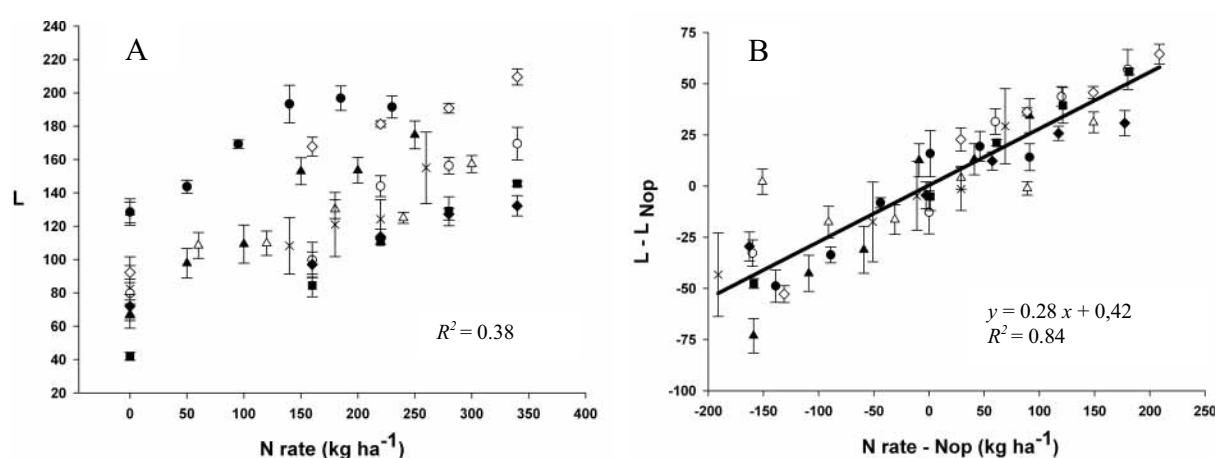 A
L
240
220
200
180
160
140
120
100
80
60
40
20
R² = 0.38
0 50 100 150 200 250 300 350 400
N rate (kg ha⁻¹)
B
L - L Nop
75
50
25
0
-25
-50
-75
-100
y = 0.28 x + 0,42
R² = 0.84
-200 -150 -100 -50 0 50 100 150 200 250
N rate - Nop (kg ha⁻¹)